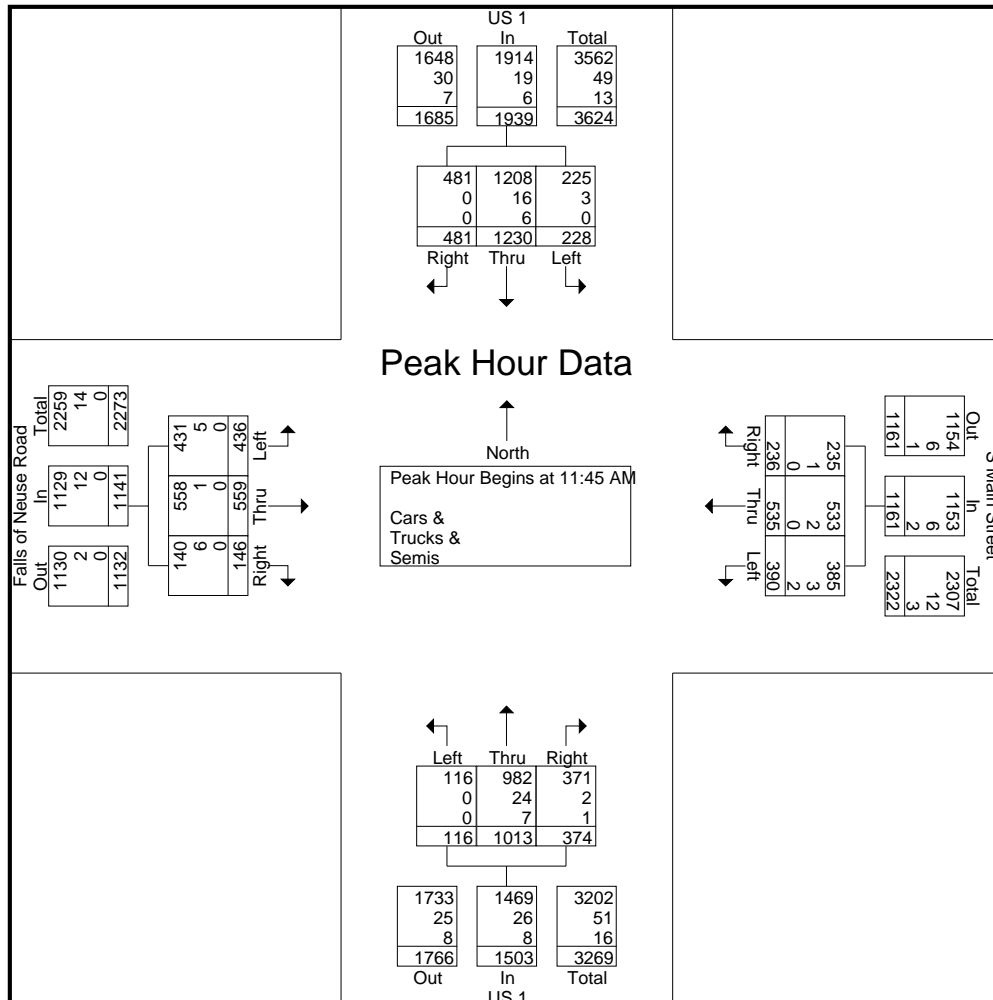 US 1
Out In Total
1648 1914 3562
30 19 49
7 6 13
1685 1939 3624
481 1208 225
0 16 3
0 6 0
481 1230 228
Right Thru Left
Peak Hour Data
North
Peak Hour Begins at 11:45 AM
Cars &
Trucks &
Semis
Falls of Neuse Road
Out In Total
1130 1129 2259
2 12 14
0 0 0
1132 1141 2273
140 558 431
6 1 5
0 0 0
146 559 436
Right Thru Left
Right Thru Left
236 535 390
0 0 2
1 2 3
235 533 385
Out In Total
1154 1153 2307
6 6 12
1 2 3
1161 1161 2322
S Main Street
Left Thru Right
116 982 371
0 24 2
0 7 1
116 1013 374
1733 1469 3202
25 26 51
8 8 16
1766 1503 3269
Out In Total
US 1